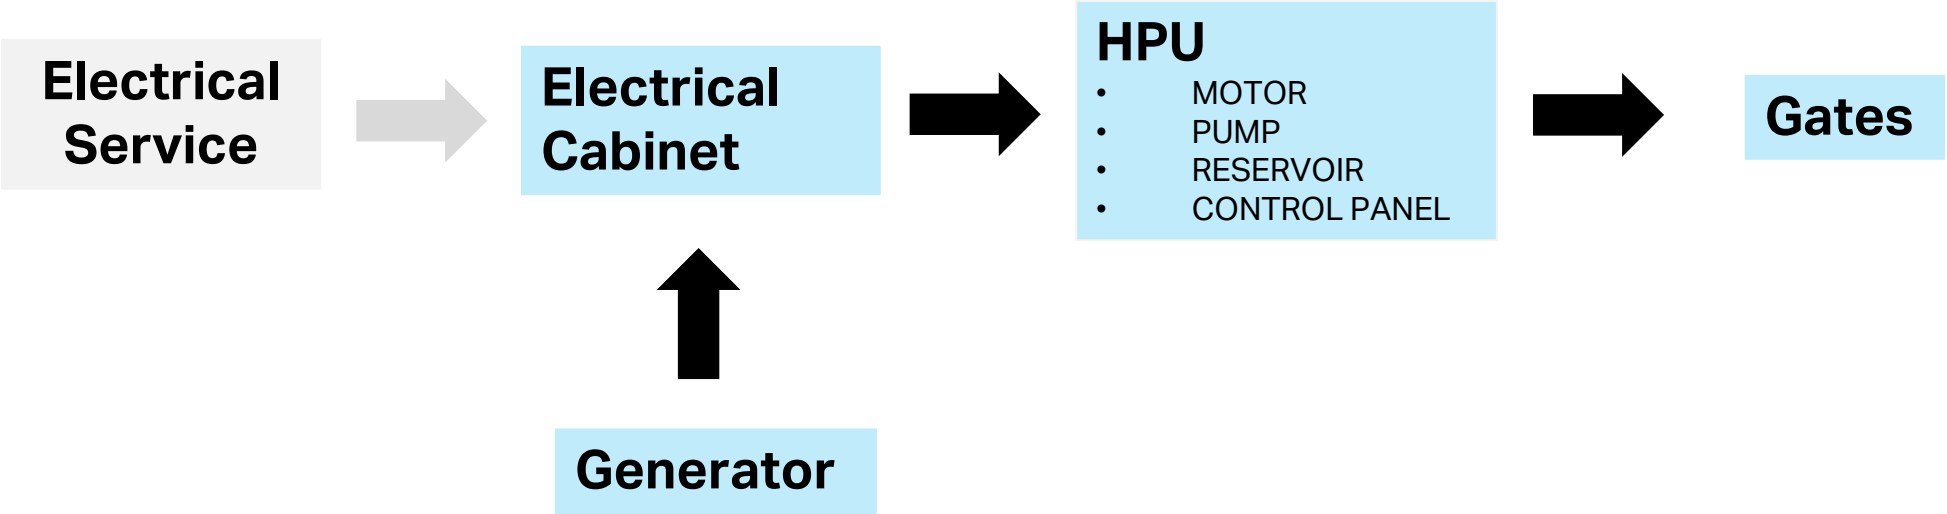 Electrical
Service
Electrical
Cabinet
HPU
• MOTOR
• PUMP
• RESERVOIR
• CONTROL PANEL
Gates
Generator